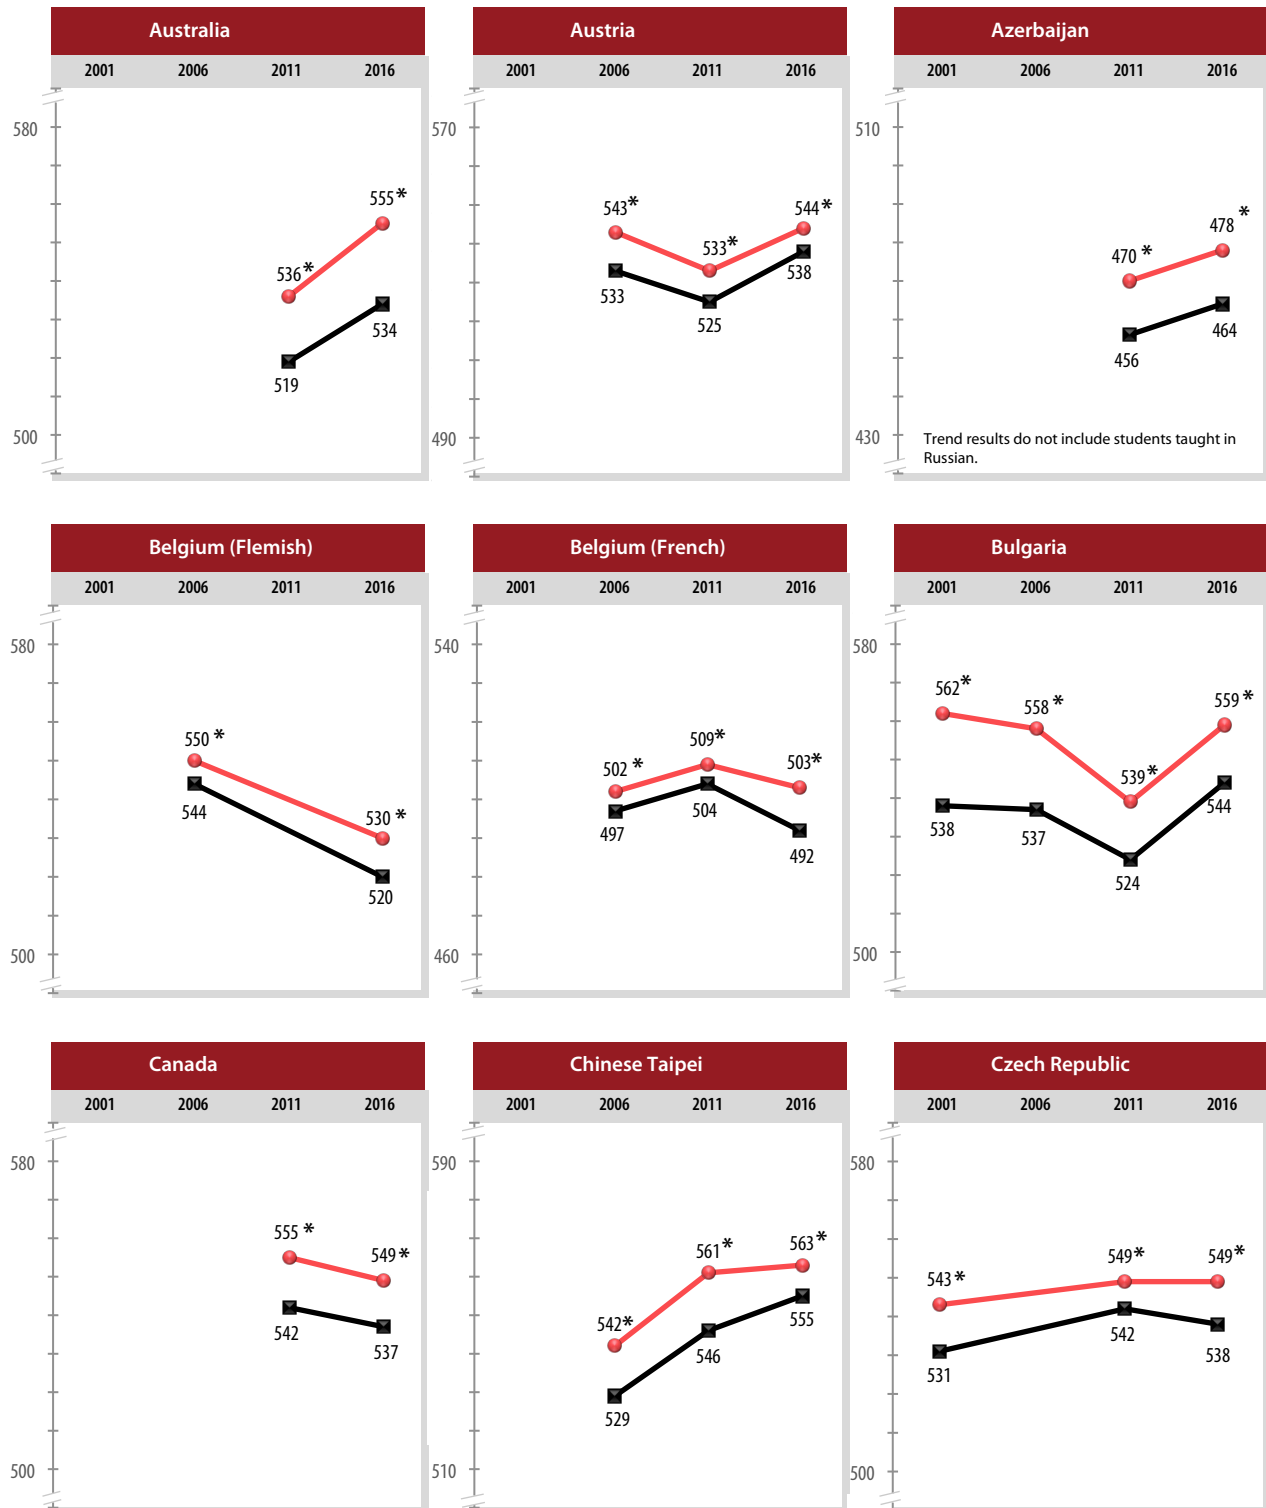 Australia
2001 2006 2011 2016
580
555*
536*
534
519
500
Austria
2001 2006 2011 2016
570
543* 533* 544*
533 525 538
490
Azerbaijan
2001 2006 2011 2016
510
478 *
470 *
464
456
430
Trend results do not include students taught in
Russian.
Belgium (Flemish)
2001 2006 2011 2016
580
550 *
544
530 *
520
500
Belgium (French)
2001 2006 2011 2016
540
502 * 509* 503*
497 504 492
460
Bulgaria
2001 2006 2011 2016
580
562* 558 * 539* 559 *
538 537 524 544
500
Canada
2001 2006 2011 2016
580
555 * 549*
542 537
500
Chinese Taipei
2001 2006 2011 2016
590
542* 561* 563*
529 546 555
510
Czech Republic
2001 2006 2011 2016
580
543* 549* 549*
531 542 538
500